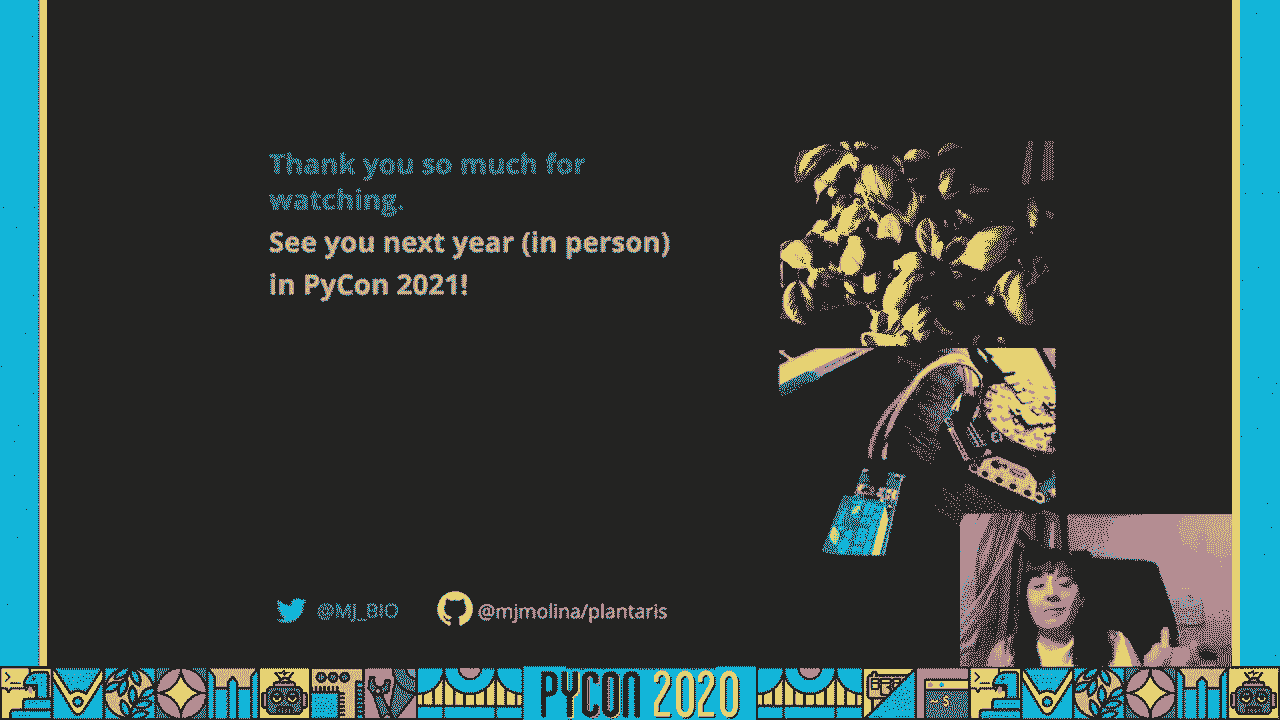 Thank you so much for
watching.
See you next year (in person)
in PyCon 2021!
@MJ_BIO
@mjmolina/plantaris
PYCON 2020